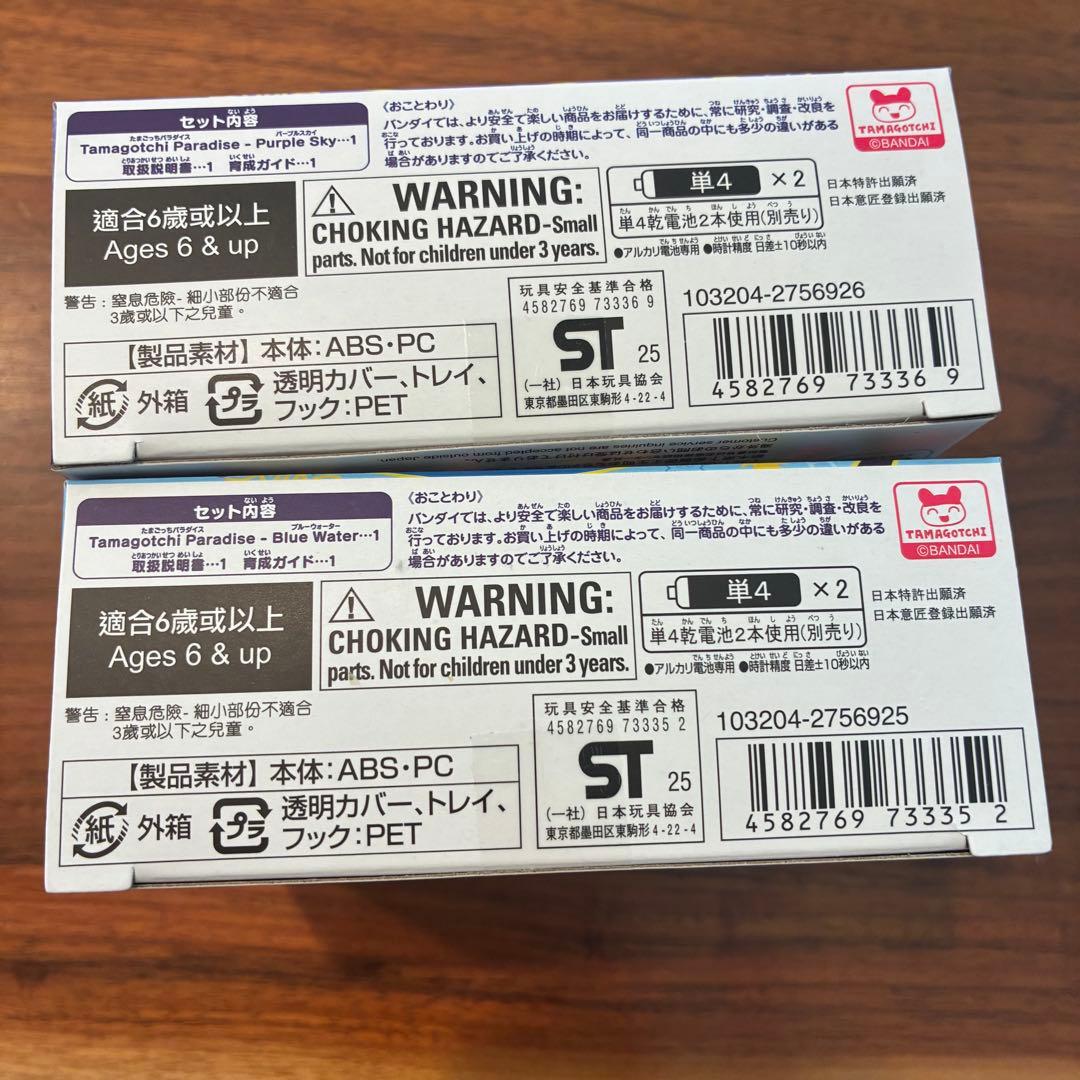 セット内容
Tamagotchi Paradise - Purple Sky…1
取扱説明書…1 育成ガイド…1
《おことわり》
バンダイでは、より安全で楽しい商品をお届けするために、常に研究・調査・改良を
行っております。お買い上げの時期によって、同一商品の中にも多少の違いがある
場合がありますのでご了承ください。
TAMAGOTCHI
©BANDAI
適合6歲或以上
Ages 6 & up
WARNING:
CHOKING HAZARD-Small
parts. Not for children under 3 years.
単4 ×2
単4乾電池2本使用(別売り)
●アルカリ電池専用 ●時計精度 日差±10秒以内
日本特許出願済
日本意匠登録出願済
警告：窒息危險-細小部份不適合
3歲或以下之兒童。
【製品素材】本体：ABS・PC
紙 外箱 プラ 透明カバー、トレイ、
フック：PET
玩具安全基準合格
4582769 73336 9
ST 25
(一社) 日本玩具協会
東京都墨田区東駒形4-22-4
103204-2756926
4582769 73336 9
Customer service inquiries are not accepted from outside Japan.
セット内容
Tamagotchi Paradise - Blue Water…1
取扱説明書…1 育成ガイド…1
《おことわり》
バンダイでは、より安全で楽しい商品をお届けするために、常に研究・調査・改良を
行っております。お買い上げの時期によって、同一商品の中にも多少の違いがある
場合がありますのでご了承ください。
TAMAGOTCHI
©BANDAI
適合6歲或以上
Ages 6 & up
WARNING:
CHOKING HAZARD-Small
parts. Not for children under 3 years.
単4 ×2
単4乾電池2本使用(別売り)
●アルカリ電池専用 ●時計精度 日差±10秒以内
日本特許出願済
日本意匠登録出願済
警告：窒息危險-細小部份不適合
3歲或以下之兒童。
【製品素材】本体：ABS・PC
紙 外箱 プラ 透明カバー、トレイ、
フック：PET
玩具安全基準合格
4582769 73335 2
ST 25
(一社) 日本玩具協会
東京都墨田区東駒形4-22-4
103204-2756925
4582769 73335 2